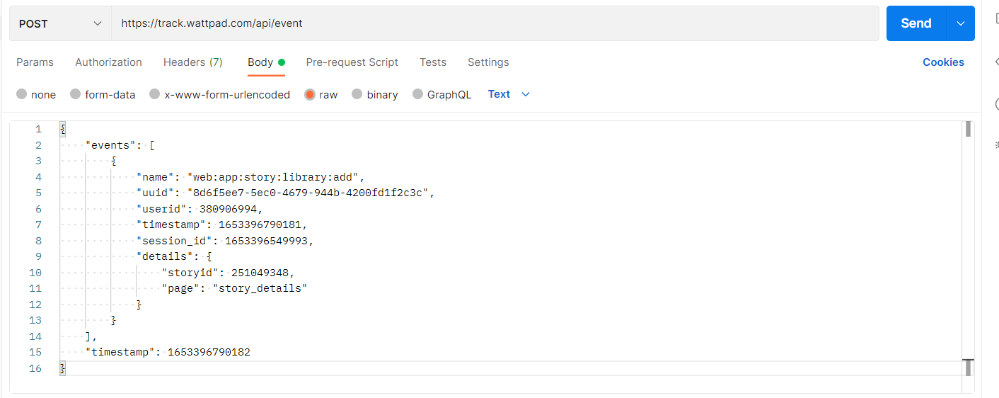 POST https://track.wattpad.com/api/event Send
Params Authorization Headers (7) Body Pre-request Script Tests Settings Cookies
none form-data x-www-form-urlencoded raw binary GraphQL Text
1 {
2 "events": [
3 {
4 "name": "web:app:story:library:add",
5 "uuid": "8d6f5ee7-5ec0-4679-944b-4200fd1f2c3c",
6 "userid": 380906994,
7 "timestamp": 1653396790181,
8 "session_id": 1653396549993,
9 "details": {
10 "storyid": 251049348,
11 "page": "story_details"
12 }
13 }
14 ],
15 "timestamp": 1653396790182
16 }